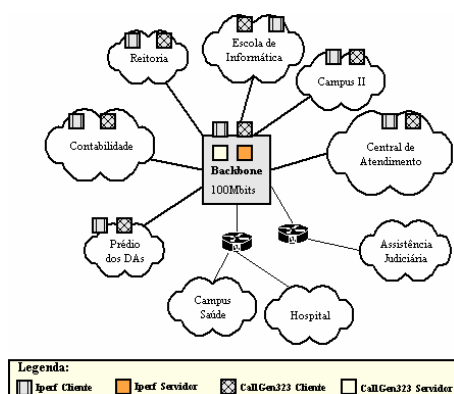 Escola de
Informática
Reitoria
Campus II
Contabilidade
Central de
Atendimento
Backbone
100Mbits
Prédio
dos DAs
Assistência
Judiciária
Campus
Saúde
Hospital
Legenda:
Iperf Cliente
Iperf Servidor
CallGen323 Cliente
CallGen323 Servidor